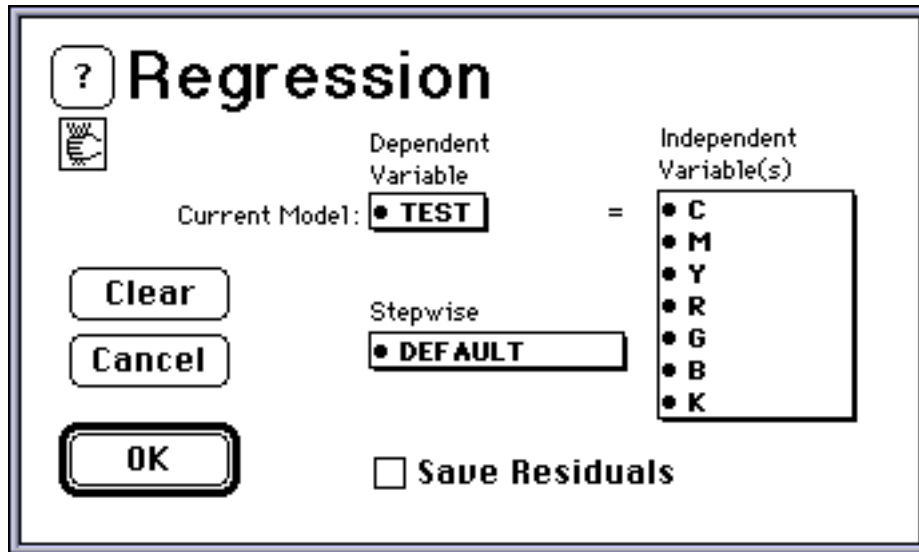 ? Regression
Dependent
Variable
Independent
Variable(s)
Current Model: • TEST = • C
• M
• Y
• R
• G
• B
• K
Clear
Stepwise
• DEFAULT
Cancel
OK
Save Residuals